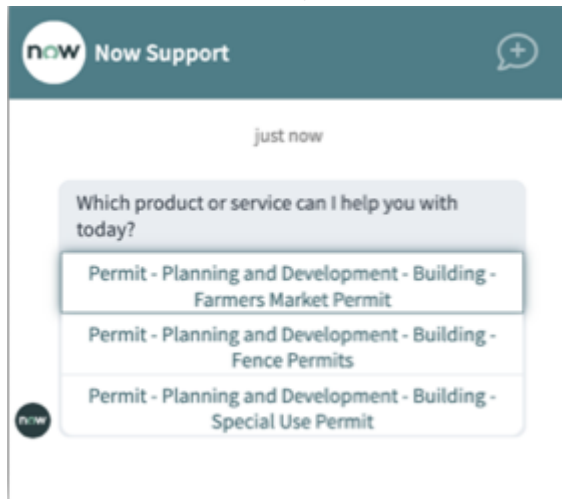 now Now Support
just now
Which product or service can I help you with
today?
Permit - Planning and Development - Building -
Farmers Market Permit
Permit - Planning and Development - Building -
Fence Permits
Permit - Planning and Development - Building -
Special Use Permit
now